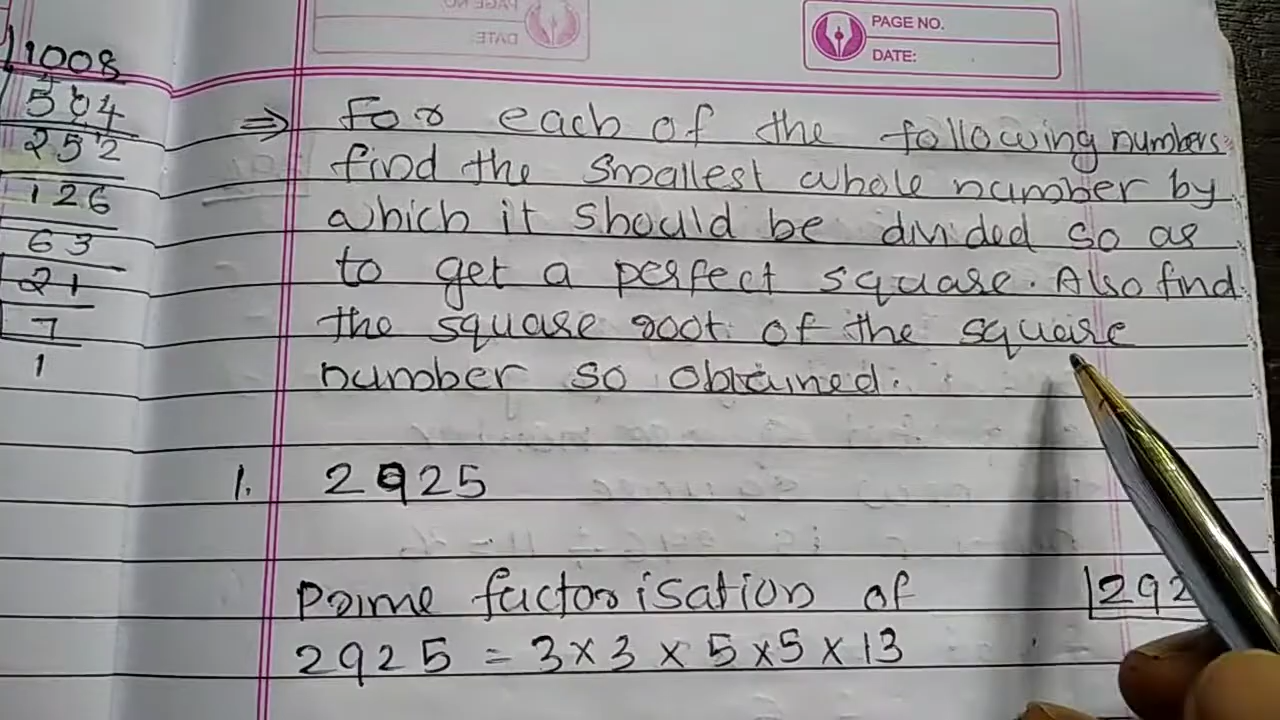 PAGE NO.
DATE:
1008
504
252
126
63
21
7
1
⇒ For each of the following numbers
find the smallest whole number by
which it should be divided so as
to get a perfect square. Also find
the square root of the square
number so obtained.
1. 2925
Prime factorisation of
2925 = 3×3 × 5×5×13
292